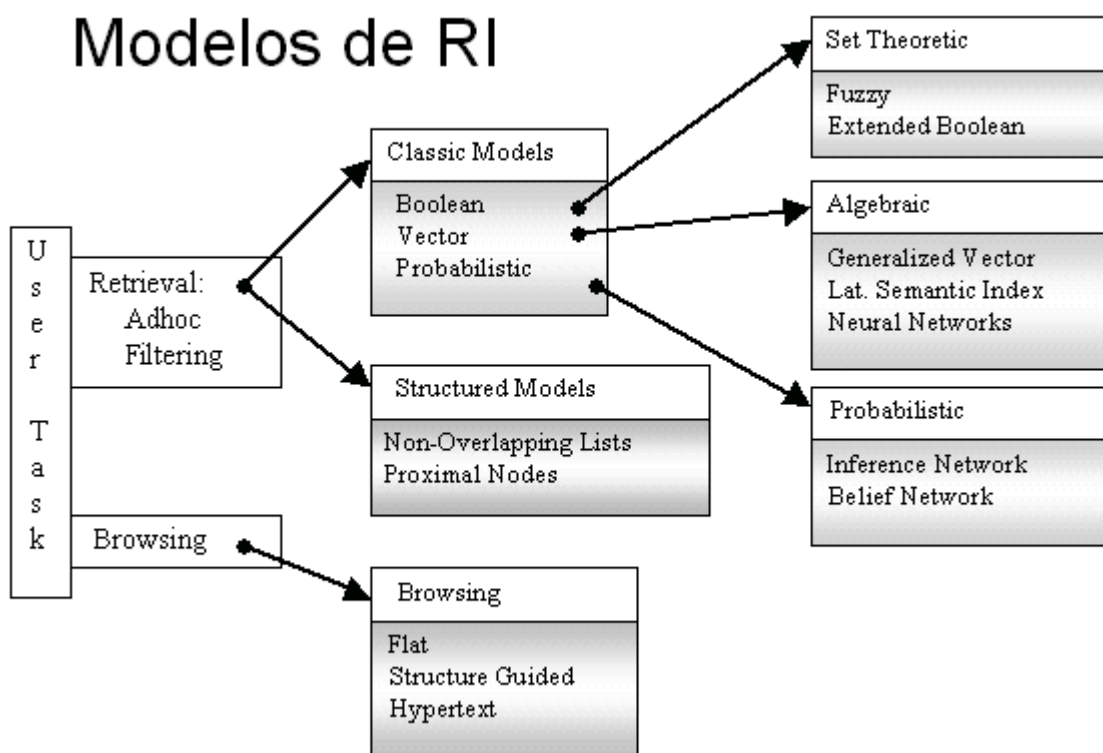 Modelos de RI
User Task
Retrieval:
Adhoc
Filtering
Browsing
Classic Models
Boolean
Vector
Probabilistic
Structured Models
Non-Overlapping Lists
Proximal Nodes
Browsing
Flat
Structure Guided
Hypertext
Set Theoretic
Fuzzy
Extended Boolean
Algebraic
Generalized Vector
Lat. Semantic Index
Neural Networks
Probabilistic
Inference Network
Belief Network